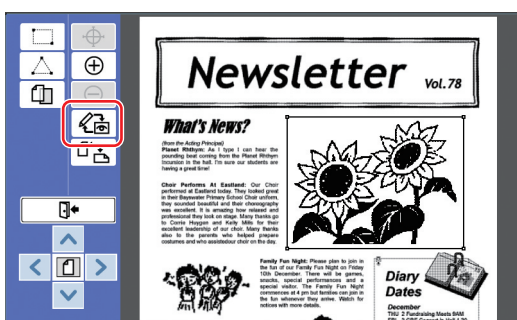 Newsletter Vol. 78
What's News?
(from the Acting Principal)
Planet Rhthym: As I type I can hear the
pounding beat coming from the Planet Rhthym
incursion in the hall. I'm sure our students are
having a great time!
Choir Performs At Eastland: Our Choir
performed at Eastland today. They looked great
in their Bayswater Primary School Choir uniform,
they sounded beautiful and their choreography
was excellent. It is amazing how relaxed and
professional they look on stage. Many thanks go
to Corrie Huygen and Kelly Mills for their
excellent leadership of our choir. Many thanks
also to the parents who helped prepare
costumes and who assistedour choir on the day.
Family Fun Night: Please plan to join in
the fun of our Family Fun Night on Friday
10th December. There will be games,
snacks, special performances and a
special visitor. The Family Fun Night
commences at 4 pm but families can join in
the fun whenever they arrive. Watch for
notices with more details.
Diary
Dates
December
THU 2 Fundraising Meets 9AM